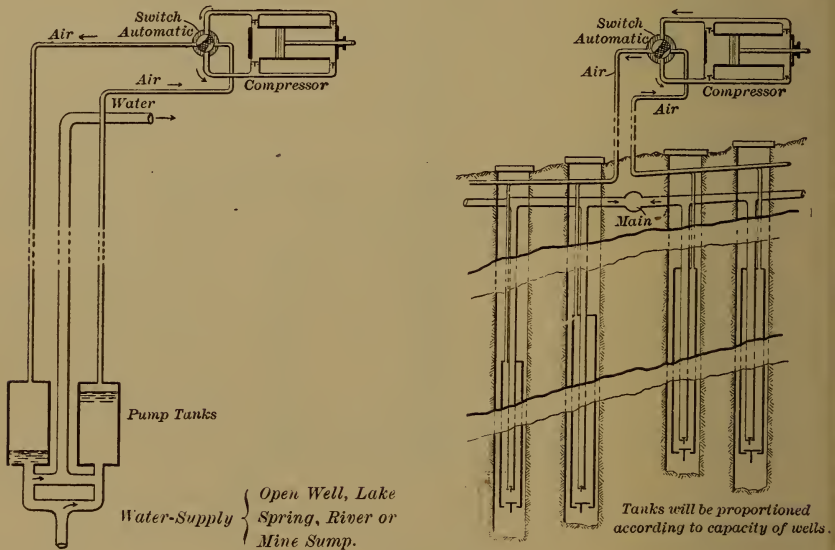 Switch
Automatic
Air
Air
Water
Compressor
Pump Tanks
Water-Supply { Open Well, Lake
Spring, River or
Mine Sump.
Switch
Automatic
Air
Air
Compressor
Main
Tanks will be proportioned
according to capacity of wells.